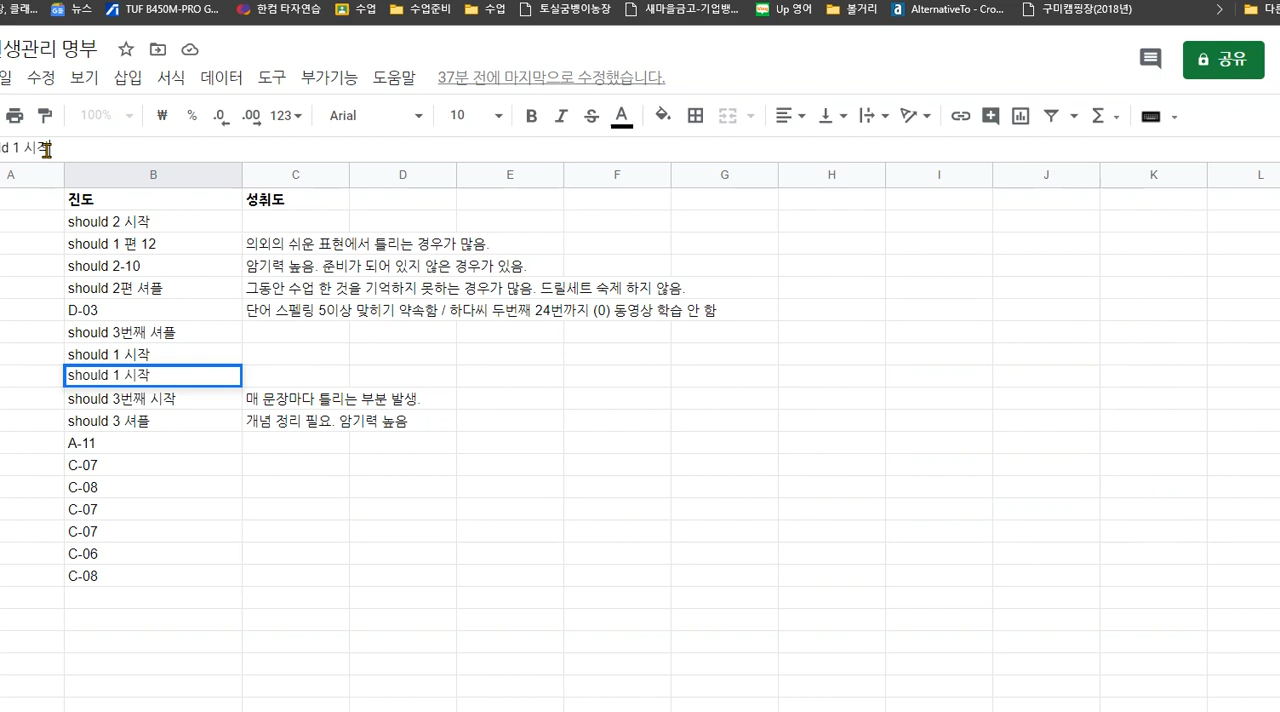 클래... 뉴스 TUF B450M-PRO G... 한컴 타자연습 수업 수업준비 수업 토실굼벵이농장 새마을금고-기업뱅... Up 영어 볼거리 AlternativeTo - Cro... 구미캠핑장(2018년)
생관리 명부
공유
일 수정 보기 삽입 서식 데이터 도구 부가기능 도움말 37분 전에 마지막으로 수정했습니다.
100% ₩ % .0 .00 123 Arial 10 B I S A
ld 1 시작
A B C D E F G H I J K L
진도 성취도
should 2 시작
should 1 편 12 의외의 쉬운 표현에서 틀리는 경우가 많음.
should 2-10 암기력 높음. 준비가 되어 있지 않은 경우가 있음.
should 2편 셔플 그동안 수업 한 것을 기억하지 못하는 경우가 많음. 드릴세트 숙제 하지 않음.
D-03 단어 스펠링 5이상 맞히기 약속함 / 하다씨 두번째 24번까지 (0) 동영상 학습 안 함
should 3번째 셔플
should 1 시작
should 1 시작
should 3번째 시작 매 문장마다 틀리는 부분 발생.
should 3 셔플 개념 정리 필요. 암기력 높음
A-11
C-07
C-08
C-07
C-07
C-06
C-08